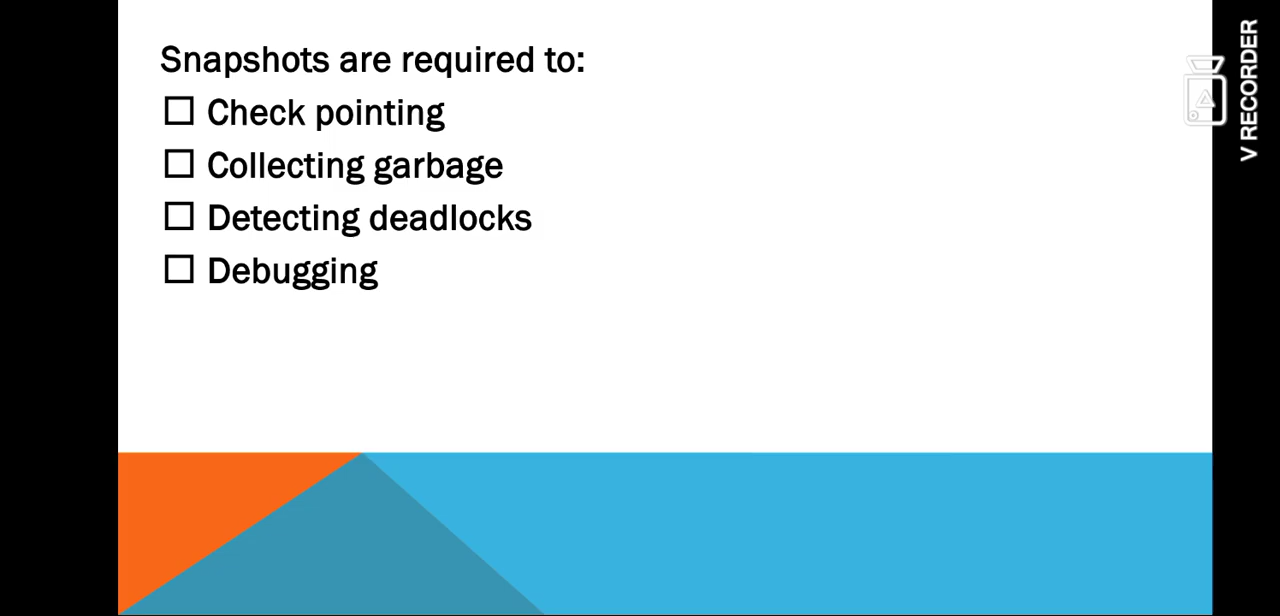 Snapshots are required to:
☐ Check pointing
☐ Collecting garbage
☐ Detecting deadlocks
☐ Debugging
V RECORDER